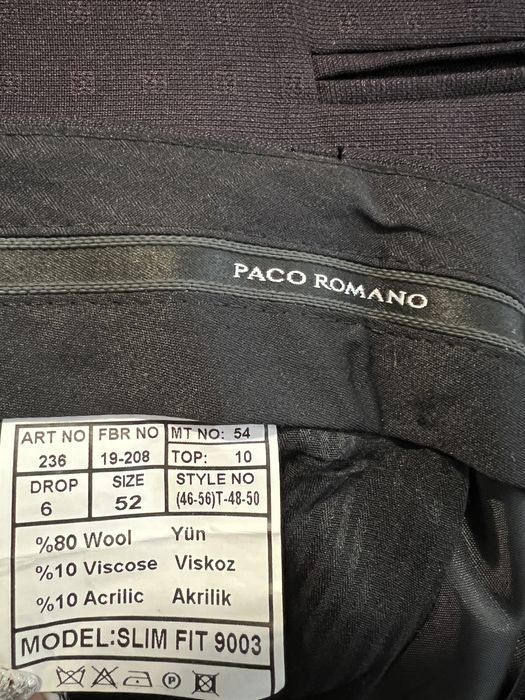 PACO ROMANO
ART NO FBR NO MT NO: 54
236 19-208 TOP: 10
DROP SIZE STYLE NO
6 52 (46-56)T-48-50
%80 Wool Yün
%10 Viscose Viskoz
%10 Acrilic Akrilik
MODEL:SLIM FIT 9003
P